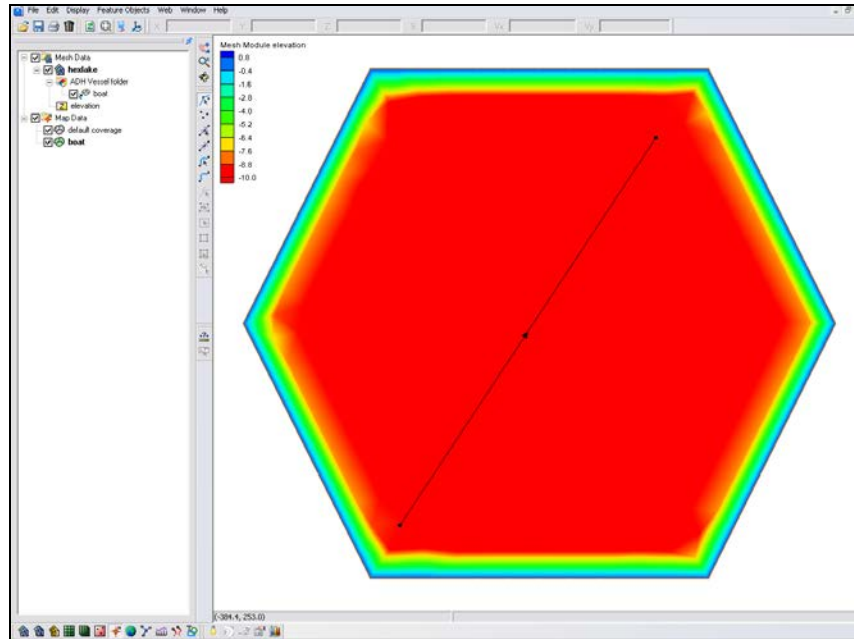 File Edit Display Feature Objects Web Window Help
X Y Z Vx Vy
Mesh Data
hexlake
ADH Vessel folder
boat
elevation
Map Data
default coverage
boat
Mesh Module elevation
0.8
-0.4
-1.6
-2.8
-4.0
-5.2
-6.4
-7.6
-8.8
-10.0
(-384.4, 253.0)